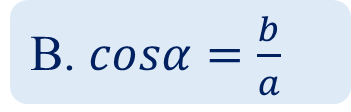 B. cosα = b/a